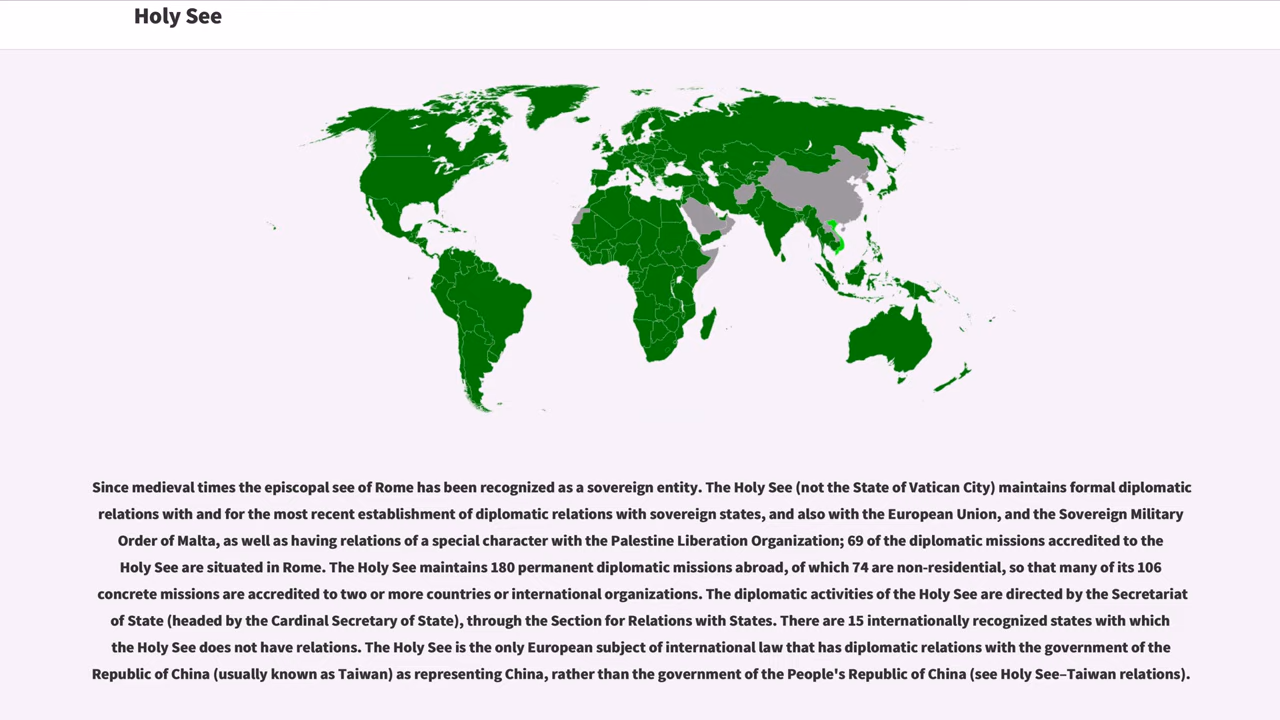 Holy See
Since medieval times the episcopal see of Rome has been recognized as a sovereign entity. The Holy See (not the State of Vatican City) maintains formal diplomatic
relations with and for the most recent establishment of diplomatic relations with sovereign states, and also with the European Union, and the Sovereign Military
Order of Malta, as well as having relations of a special character with the Palestine Liberation Organization; 69 of the diplomatic missions accredited to the
Holy See are situated in Rome. The Holy See maintains 180 permanent diplomatic missions abroad, of which 74 are non-residential, so that many of its 106
concrete missions are accredited to two or more countries or international organizations. The diplomatic activities of the Holy See are directed by the Secretariat
of State (headed by the Cardinal Secretary of State), through the Section for Relations with States. There are 15 internationally recognized states with which
the Holy See does not have relations. The Holy See is the only European subject of international law that has diplomatic relations with the government of the
Republic of China (usually known as Taiwan) as representing China, rather than the government of the People's Republic of China (see Holy See–Taiwan relations).